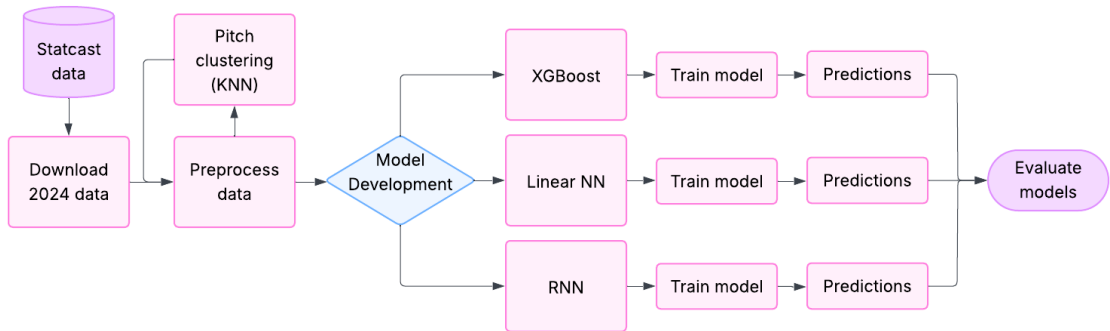 Statcast
data
Download
2024 data
Pitch
clustering
(KNN)
Preprocess
data
Model
Development
XGBoost
Train model
Predictions
Linear NN
Train model
Predictions
RNN
Train model
Predictions
Evaluate
models